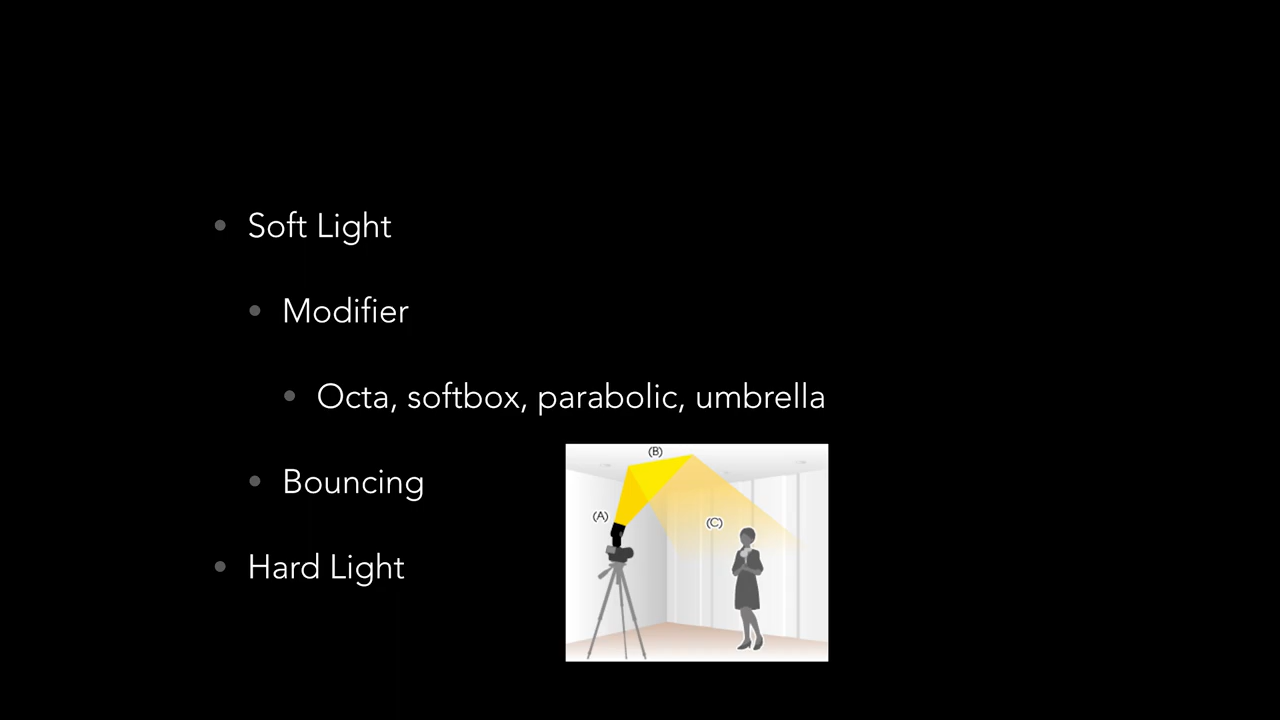 Soft Light
Modifier
Octa, softbox, parabolic, umbrella
Bouncing
Hard Light
(B)
(A)
(C)